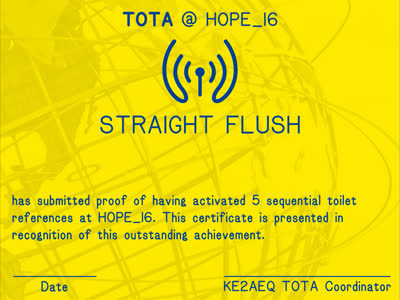 TOTA @ HOPE_16
STRAIGHT FLUSH
has submitted proof of having activated 5 sequential toilet
references at HOPE_16. This certificate is presented in
recognition of this outstanding achievement.
Date
KE2AEQ TOTA Coordinator